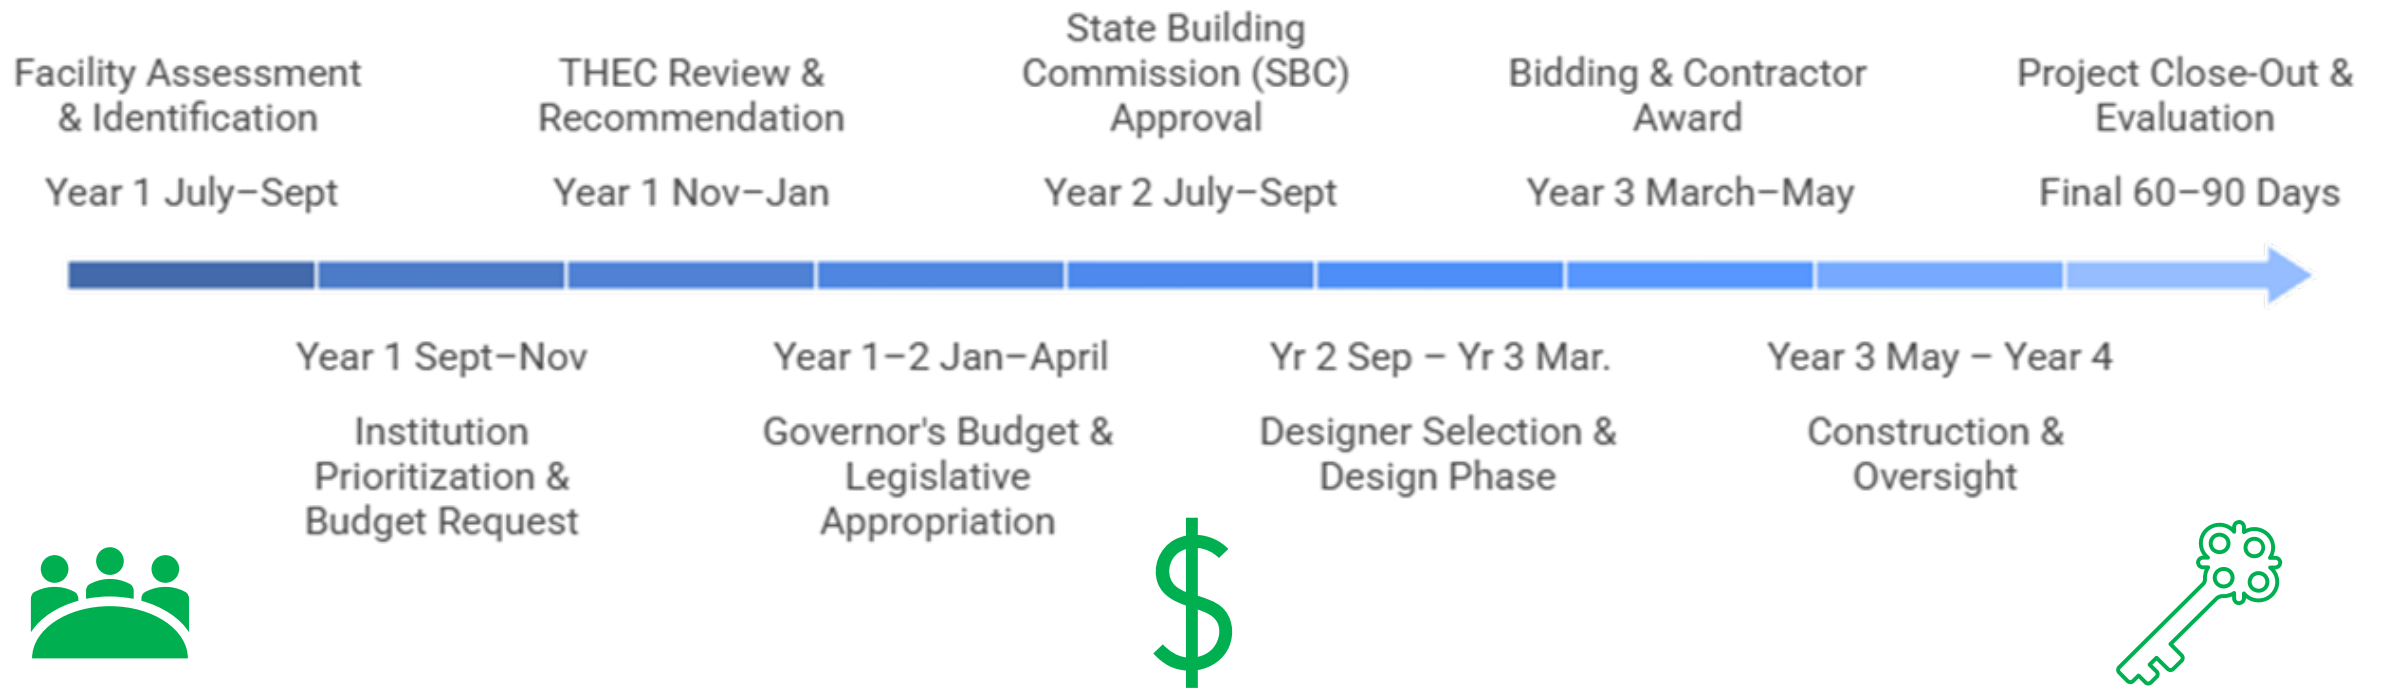 Facility Assessment
& Identification
Year 1 July–Sept
Year 1 Sept–Nov
Institution
Prioritization &
Budget Request
THEC Review &
Recommendation
Year 1 Nov–Jan
Year 1–2 Jan–April
Governor's Budget &
Legislative
Appropriation
State Building
Commission (SBC)
Approval
Year 2 July–Sept
Yr 2 Sep – Yr 3 Mar.
Designer Selection &
Design Phase
Bidding & Contractor
Award
Year 3 March–May
Year 3 May – Year 4
Construction &
Oversight
Project Close-Out &
Evaluation
Final 60–90 Days
$